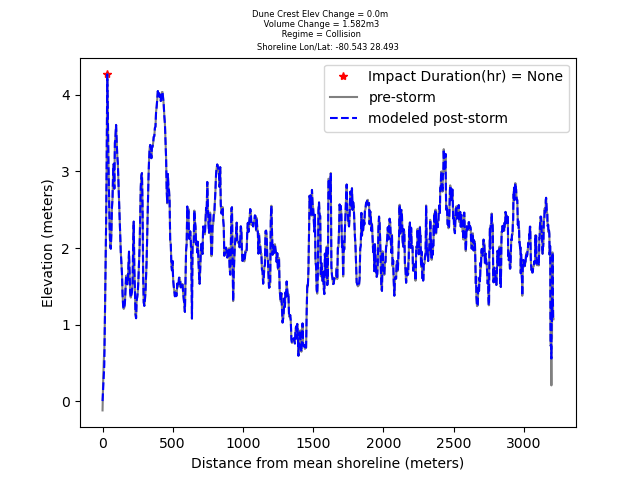 Dune Crest Elev Change = 0.0m
Volume Change = 1.582m3
Regime = Collision
Shoreline Lon/Lat: -80.543 28.493
Impact Duration(hr) = None
pre-storm
modeled post-storm
Elevation (meters)
4
3
2
1
0
0 500 1000 1500 2000 2500 3000
Distance from mean shoreline (meters)